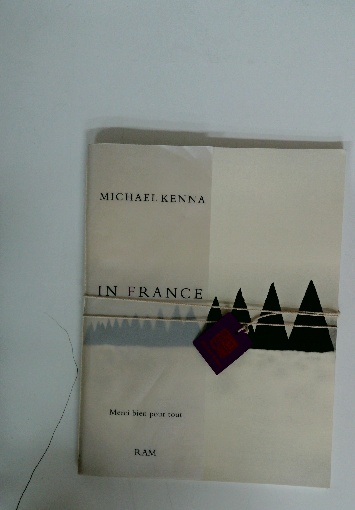 MICHAEL KENNA
IN FRANCE
Merci bien pour tout
RAM